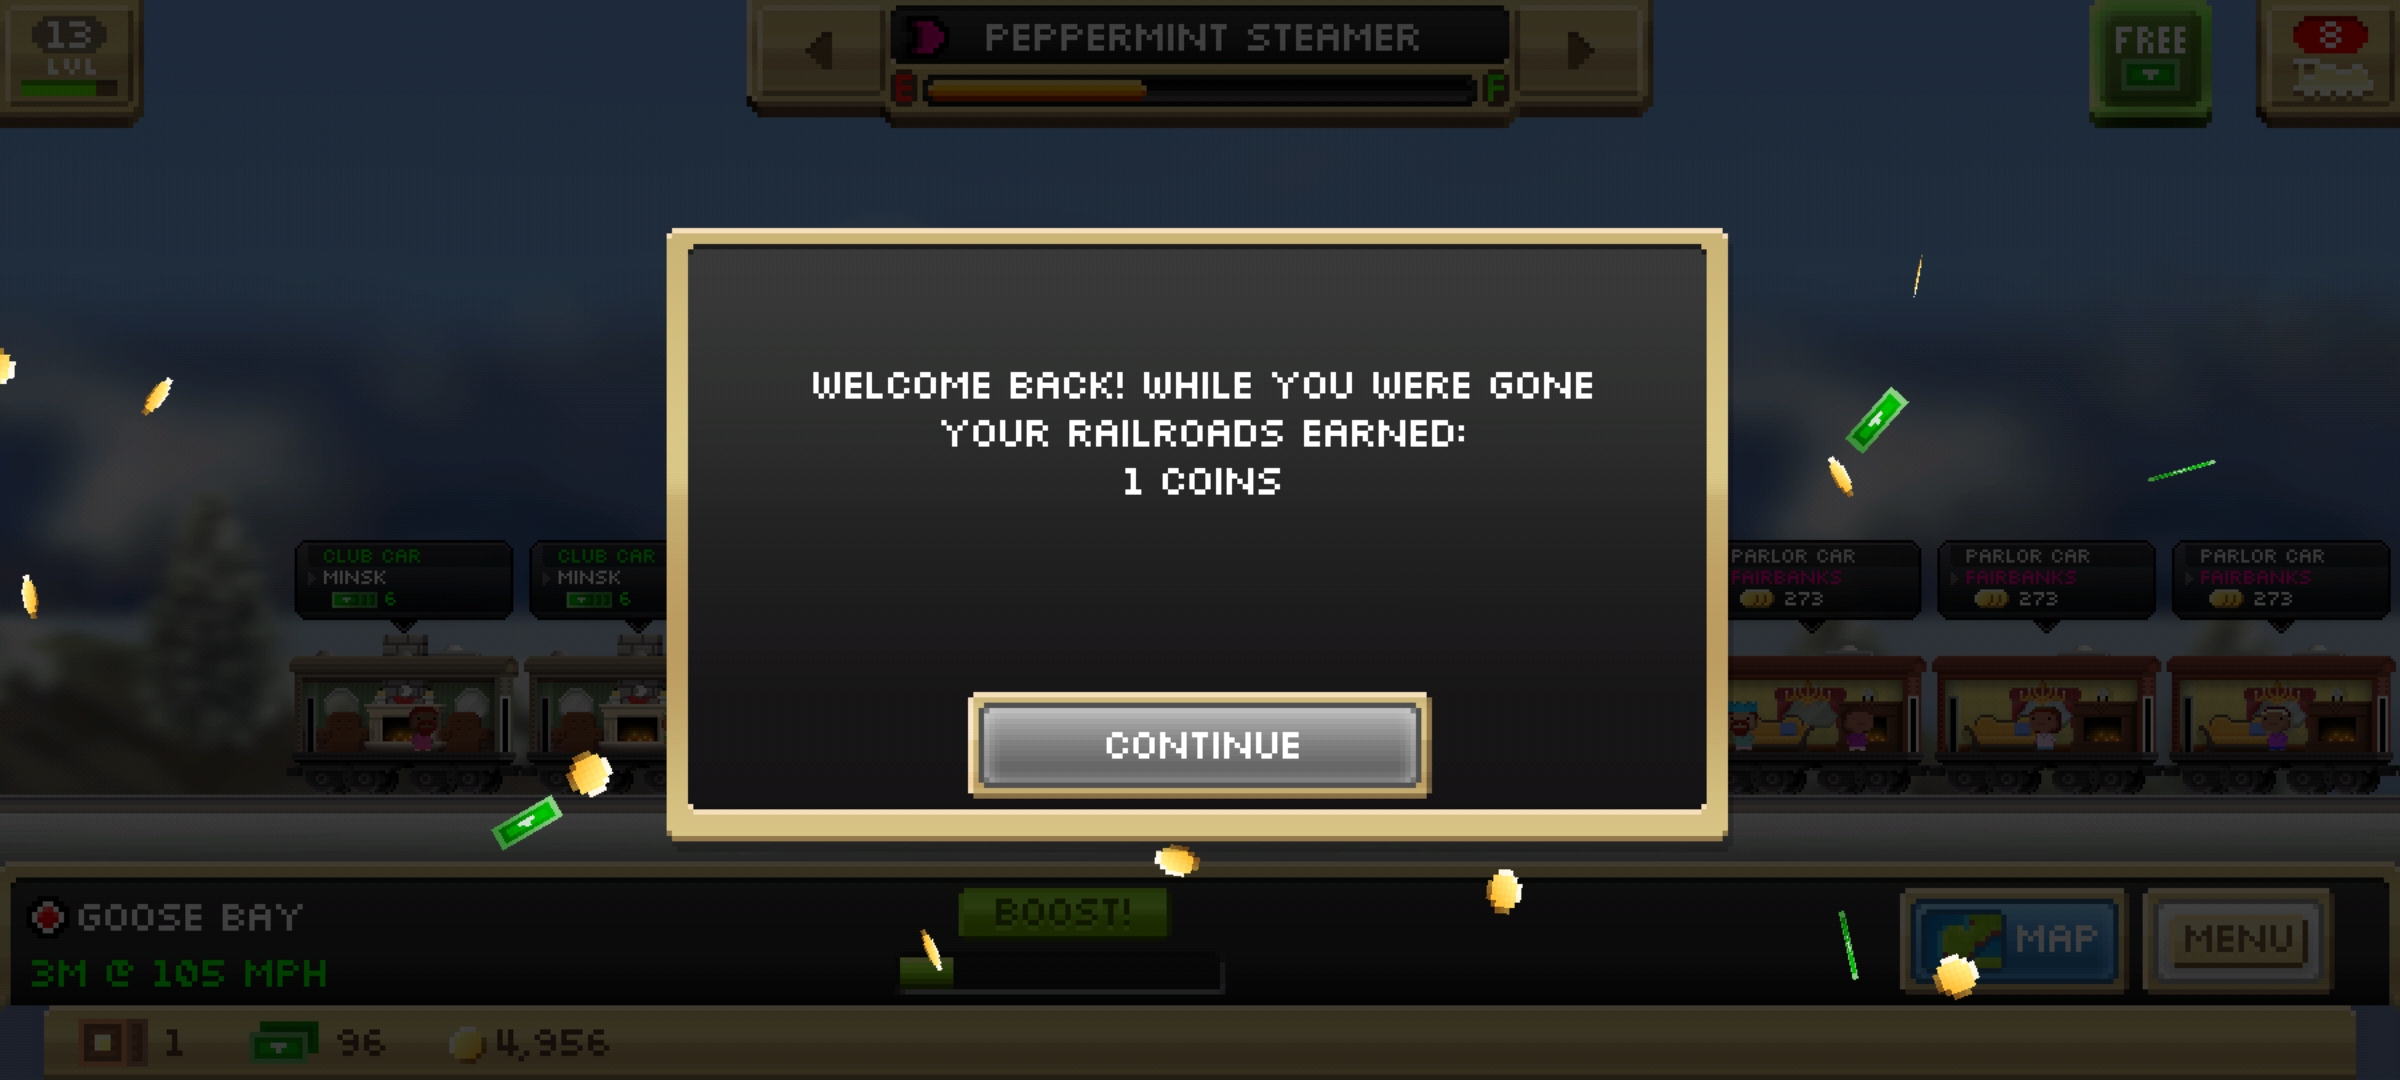 13
LVL
PEPPERMINT STEAMER
E F
FREE
8
WELCOME BACK! WHILE YOU WERE GONE
YOUR RAILROADS EARNED:
1 COINS
CONTINUE
CLUB CAR
MINSK
6
CLUB CAR
MINSK
6
PARLOR CAR
FAIRBANKS
273
PARLOR CAR
FAIRBANKS
273
PARLOR CAR
FAIRBANKS
273
GOOSE BAY
3M @ 105 MPH
BOOST!
MAP
MENU
1 96 4,956